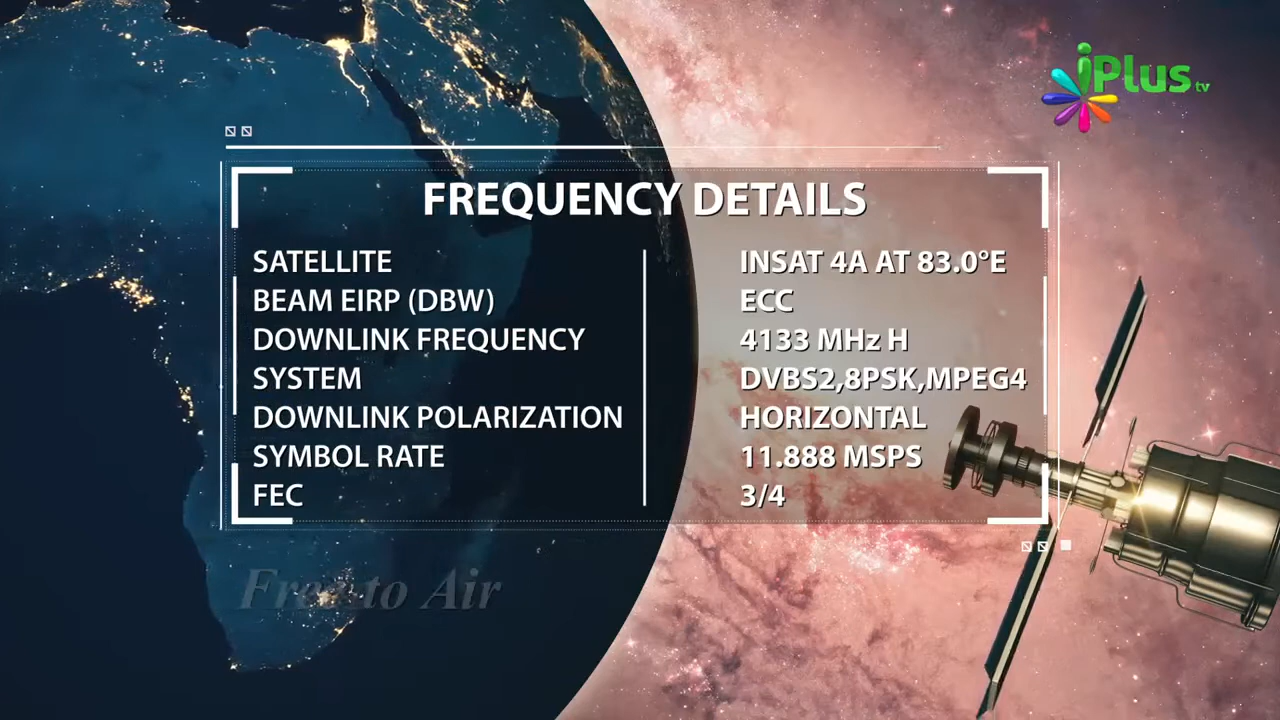 iPlus tv
FREQUENCY DETAILS
SATELLITE INSAT 4A AT 83.0°E
BEAM EIRP (DBW) ECC
DOWNLINK FREQUENCY 4133 MHz H
SYSTEM DVBS2,8PSK,MPEG4
DOWNLINK POLARIZATION HORIZONTAL
SYMBOL RATE 11.888 MSPS
FEC 3/4
Free to Air